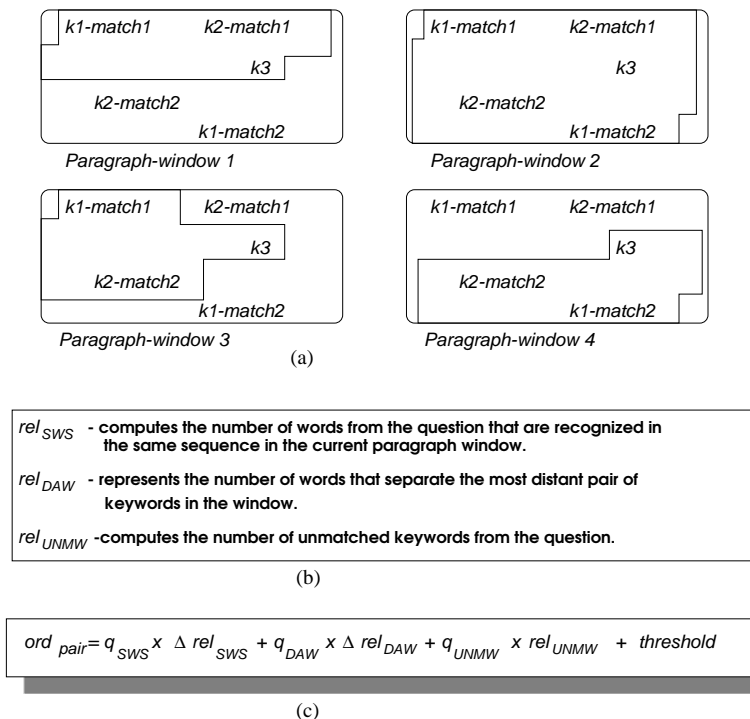 k1-match1 k2-match1 k1-match1 k2-match1
k3 k3
k2-match2 k2-match2
k1-match2 k1-match2
Paragraph-window 1 Paragraph-window 2
k1-match1 k2-match1 k1-match1 k2-match1
k3 k3
k2-match2 k2-match2
k1-match2 k1-match2
Paragraph-window 3 Paragraph-window 4
(a)
rel SWS - computes the number of words from the question that are recognized in
the same sequence in the current paragraph window.
rel DAW - represents the number of words that separate the most distant pair of
keywords in the window.
rel UNMW -computes the number of unmatched keywords from the question.
(b)
ord pair = q SWS x Δ rel SWS + q DAW x Δ rel DAW + q UNMW x rel UNMW + threshold
(c)